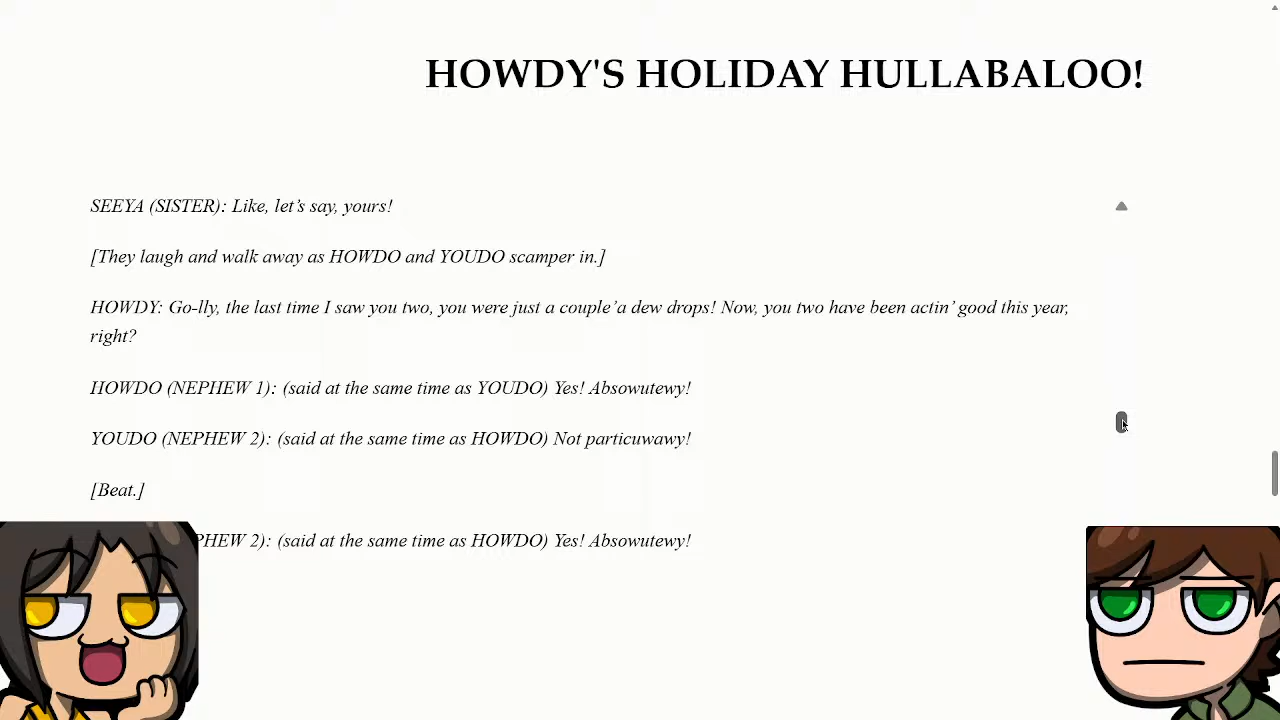 HOWDY'S HOLIDAY HULLABALOO!
SEEYA (SISTER): Like, let’s say, yours!
[They laugh and walk away as HOWDO and YOUDO scamper in.]
HOWDY: Go-lly, the last time I saw you two, you were just a couple’a dew drops! Now, you two have been actin’ good this year,
right?
HOWDO (NEPHEW 1): (said at the same time as YOUDO) Yes! Absowutewy!
YOUDO (NEPHEW 2): (said at the same time as HOWDO) Not particuwawy!
[Beat.]
PHEW 2): (said at the same time as HOWDO) Yes! Absowutewy!